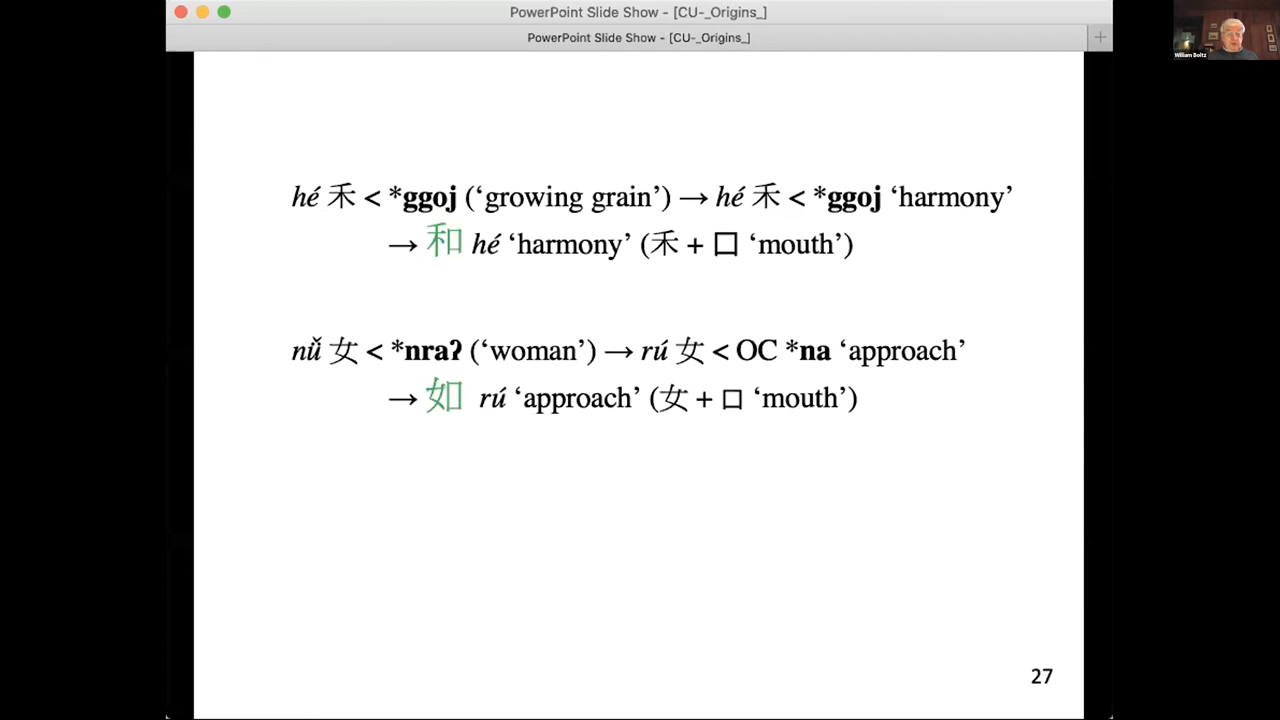 PowerPoint Slide Show - [CU-_Origins_]
PowerPoint Slide Show - [CU-_Origins_]
William Boltz
hé 禾 < *ggoj (‘growing grain’) → hé 禾 < *ggoj ‘harmony’
→ 和 hé ‘harmony’ (禾 + 口 ‘mouth’)
nǚ 女 < *nraʔ (‘woman’) → rú 女 < OC *na ‘approach’
→ 如 rú ‘approach’ (女 + 口 ‘mouth’)
27